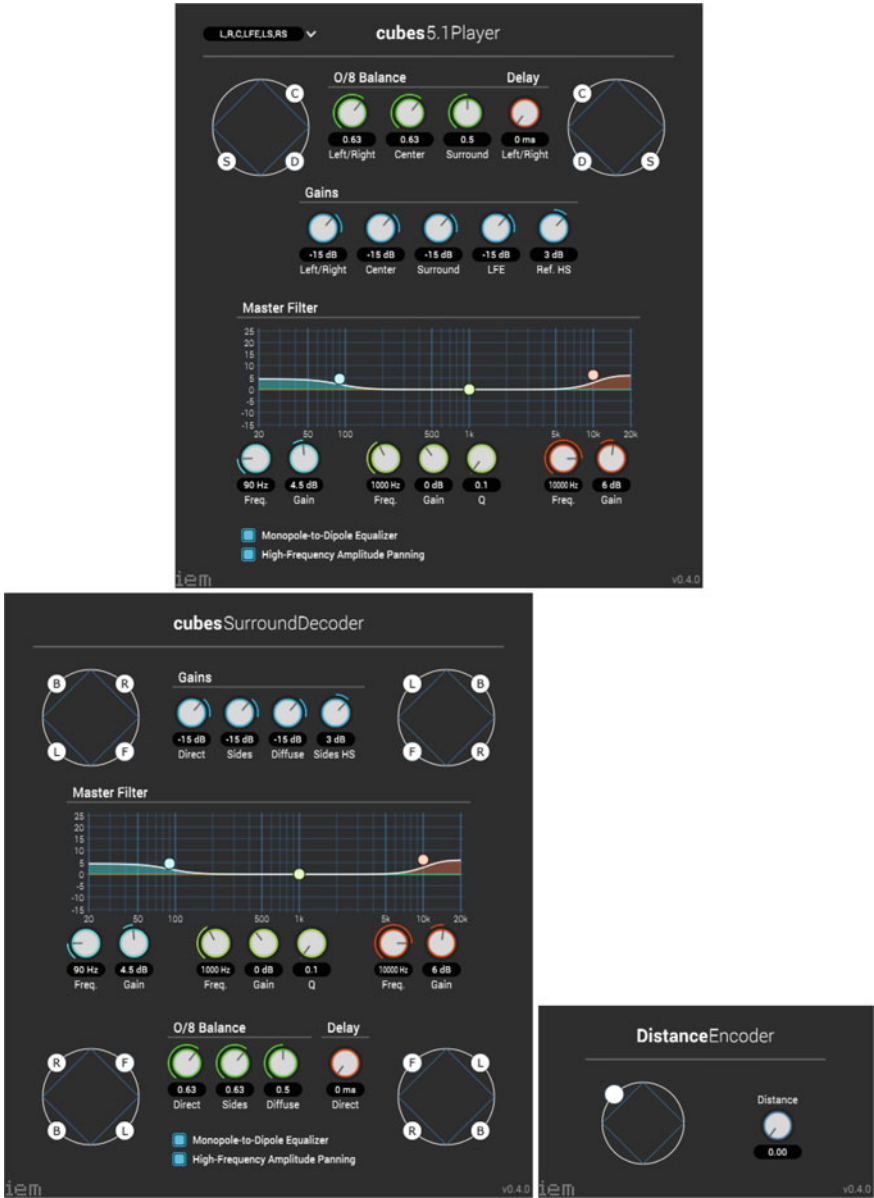 L,R,C,LFE,LS,RS cubes5.1Player
O/8 Balance Delay
C C
0.63 0.63 0.5 0 ms
S D D S
Left/Right Center Surround Left/Right
Gains
-15 dB -15 dB -15 dB -15 dB 3 dB
Left/Right Center Surround LFE Ref. HS
Master Filter
25
20
15
10
5
0
-5
-10
-15
20 50 100 500 1k 5k 10k 20k
90 Hz 4.5 dB 1000 Hz 0 dB 0.1 10000 Hz 6 dB
Freq. Gain Freq. Gain Q Freq. Gain
Monopole-to-Dipole Equalizer
High-Frequency Amplitude Panning
iem v0.4.0
cubesSurroundDecoder
Gains
B R L B
-15 dB -15 dB -15 dB 3 dB
L F F R
Direct Sides Diffuse Sides HS
Master Filter
25
20
15
10
5
0
-5
-10
-15
20 50 100 500 1k 5k 10k 20k
90 Hz 4.5 dB 1000 Hz 0 dB 0.1 10000 Hz 6 dB
Freq. Gain Freq. Gain Q Freq. Gain
O/8 Balance Delay
R F F L
0.63 0.63 0.5 0 ms
Direct Sides Diffuse Direct
B L R B
Monopole-to-Dipole Equalizer
High-Frequency Amplitude Panning
iem v0.4.0
DistanceEncoder
Distance
0.00
iem v0.4.0